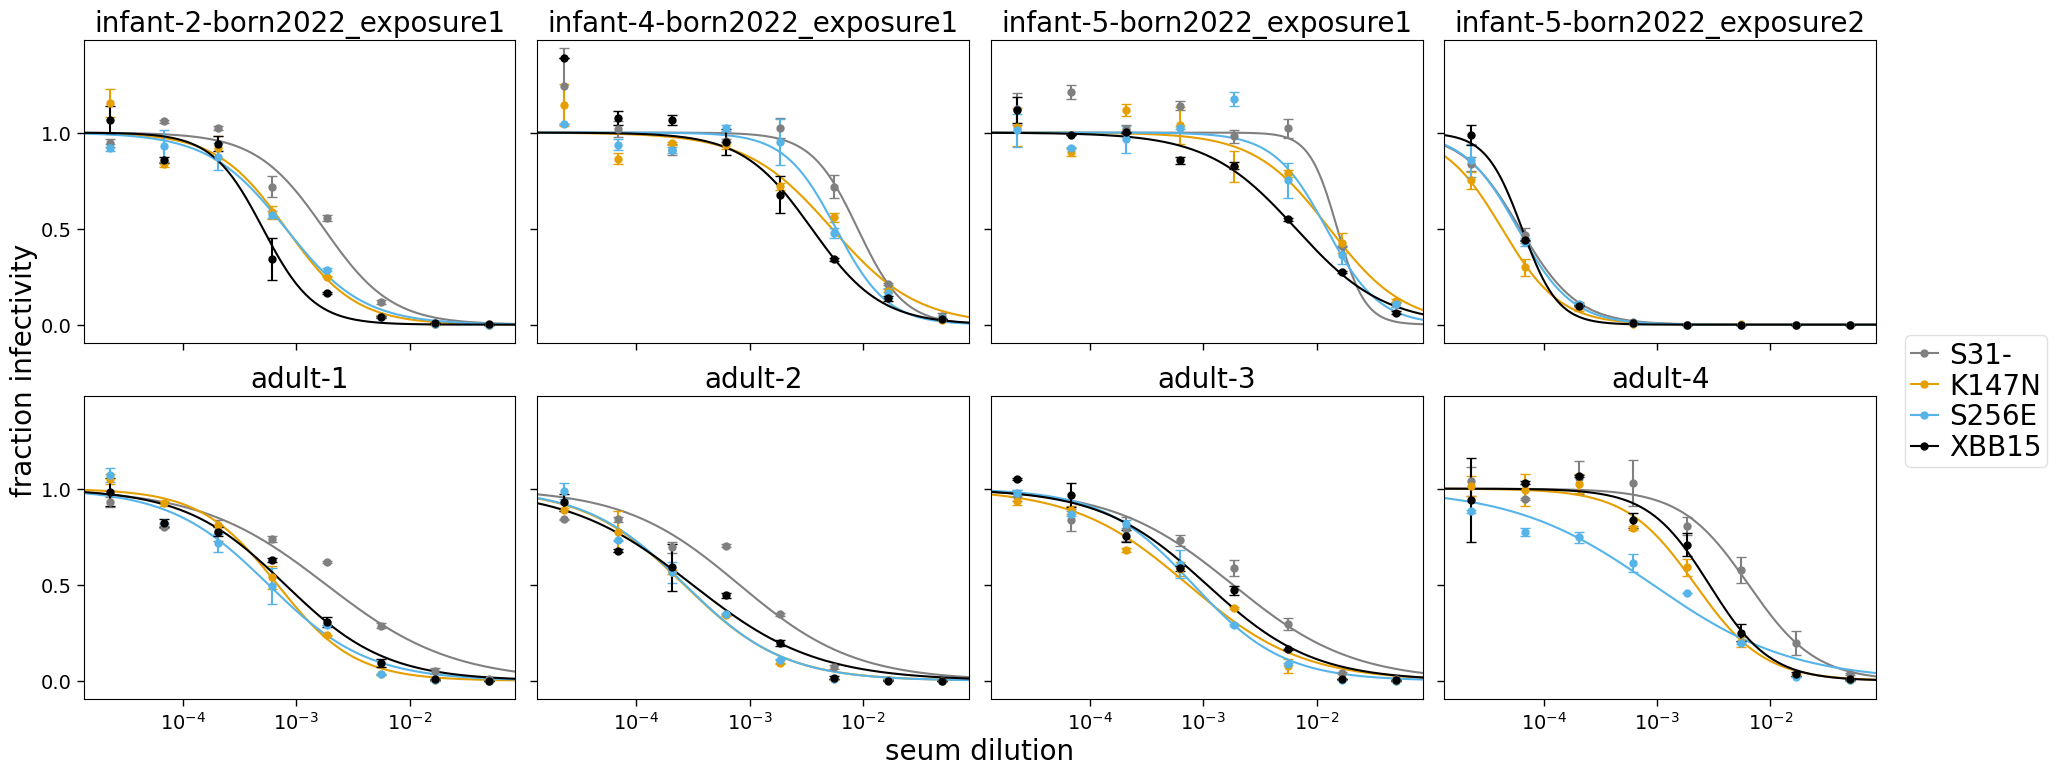 infant-2-born2022_exposure1 infant-4-born2022_exposure1 infant-5-born2022_exposure1 infant-5-born2022_exposure2
1.0
0.5
0.0
fraction infectivity
adult-1 adult-2 adult-3 adult-4
1.0
0.5
0.0
10⁻⁴ 10⁻³ 10⁻² 10⁻⁴ 10⁻³ 10⁻² 10⁻⁴ 10⁻³ 10⁻² 10⁻⁴ 10⁻³ 10⁻²
seum dilution
S31-
K147N
S256E
XBB15